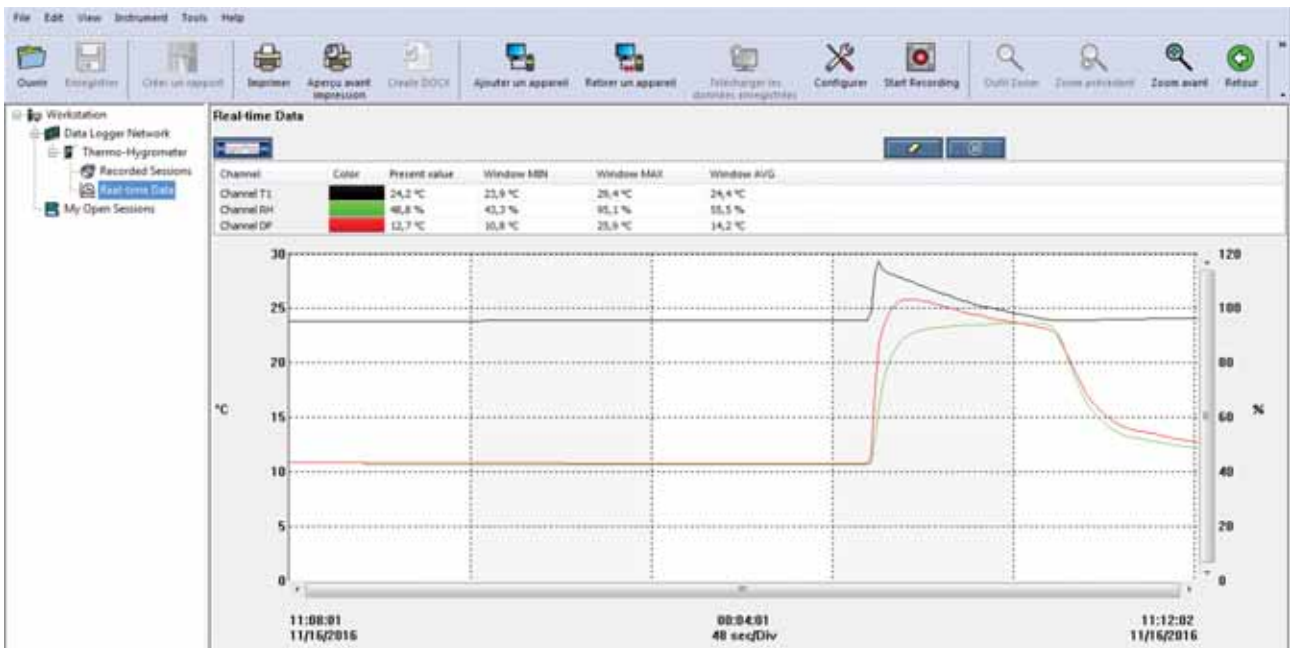 File Edit View Instrument Tools Help
Ouvrir Enregistrer Créer un rapport Imprimer Aperçu avant impression Create DOCX Ajouter un appareil Retirer un appareil Télécharger les données enregistrées Configurer Start Recording Outil Zoom Zoom précédent Zoom avant Retour
Workstation
Data Logger Network
Thermo-Hygrometer
Recorded Sessions
Real-time Data
My Open Sessions
Real-time Data
Channel Color Present value Window MIN Window MAX Window AVG
Channel T1 24,2 °C 23,9 °C 29,4 °C 24,4 °C
Channel RH 48,8 % 43,3 % 95,1 % 55,5 %
Channel DP 12,7 °C 10,8 °C 25,9 °C 14,2 °C
30 120
25 100
20 80
°C 15 60 %
10 40
5 20
0 0
11:08:01 00:04:01 11:12:02
11/16/2016 48 sec/Div 11/16/2016